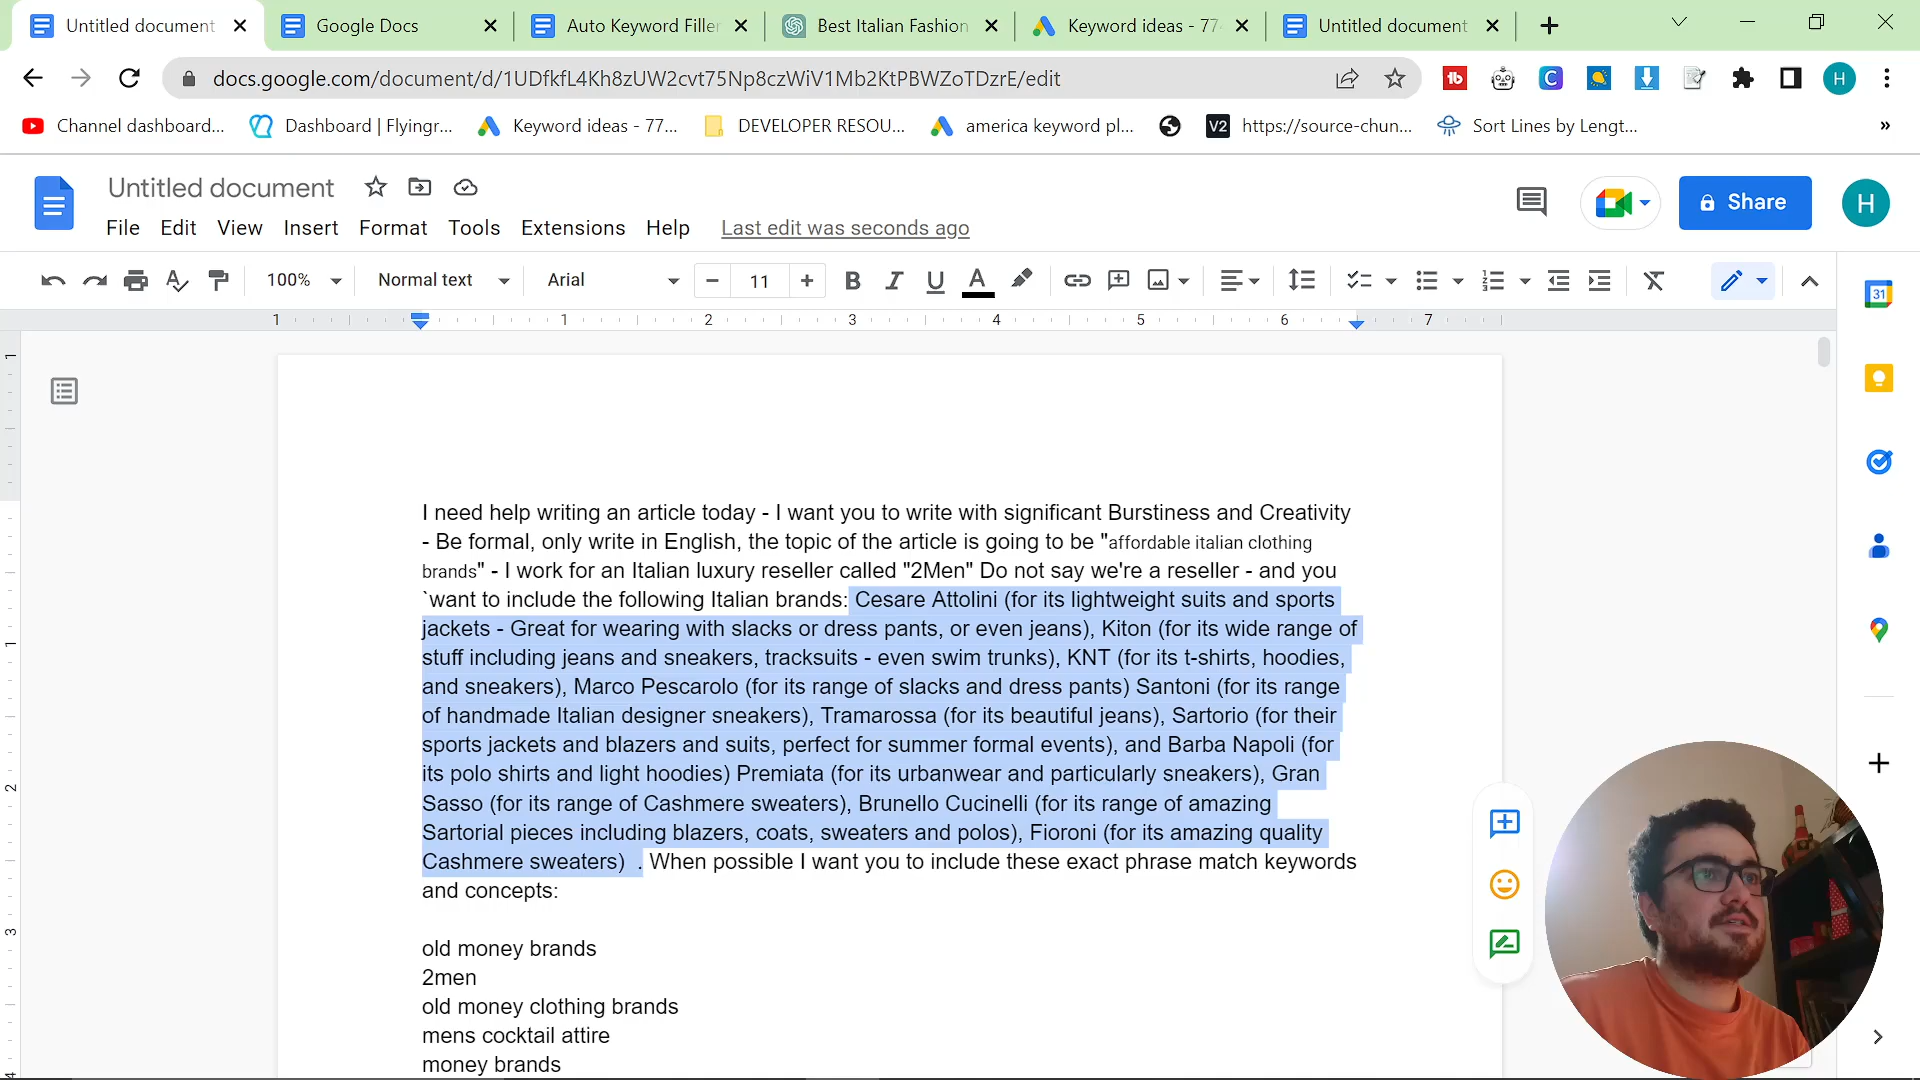 Untitled document
Google Docs
Auto Keyword Filler
Best Italian Fashion
Keyword ideas - 77
Untitled document
docs.google.com/document/d/1UDfkfL4Kh8zUW2cvt75Np8czWiV1Mb2KtPBWZoTDzrE/edit
H
Channel dashboard...
Dashboard | Flyingr...
Keyword ideas - 77...
DEVELOPER RESOU...
america keyword pl...
V2
https://source-chun...
Sort Lines by Lengt...
»
Untitled document
Share
H
File Edit View Insert Format Tools Extensions Help Last edit was seconds ago
100% Normal text Arial 11 B I U A
31
1 1 2 3 4 5 6 7
I need help writing an article today - I want you to write with significant Burstiness and Creativity
- Be formal, only write in English, the topic of the article is going to be "affordable italian clothing
brands" - I work for an Italian luxury reseller called "2Men" Do not say we're a reseller - and you
`want to include the following Italian brands: Cesare Attolini (for its lightweight suits and sports
jackets - Great for wearing with slacks or dress pants, or even jeans), Kiton (for its wide range of
stuff including jeans and sneakers, tracksuits - even swim trunks), KNT (for its t-shirts, hoodies,
and sneakers), Marco Pescarolo (for its range of slacks and dress pants) Santoni (for its range
of handmade Italian designer sneakers), Tramarossa (for its beautiful jeans), Sartorio (for their
sports jackets and blazers and suits, perfect for summer formal events), and Barba Napoli (for
its polo shirts and light hoodies) Premiata (for its urbanwear and particularly sneakers), Gran
Sasso (for its range of Cashmere sweaters), Brunello Cucinelli (for its range of amazing
Sartorial pieces including blazers, coats, sweaters and polos), Fioroni (for its amazing quality
Cashmere sweaters)  . When possible I want you to include these exact phrase match keywords
and concepts:
old money brands
2men
old money clothing brands
mens cocktail attire
money brands